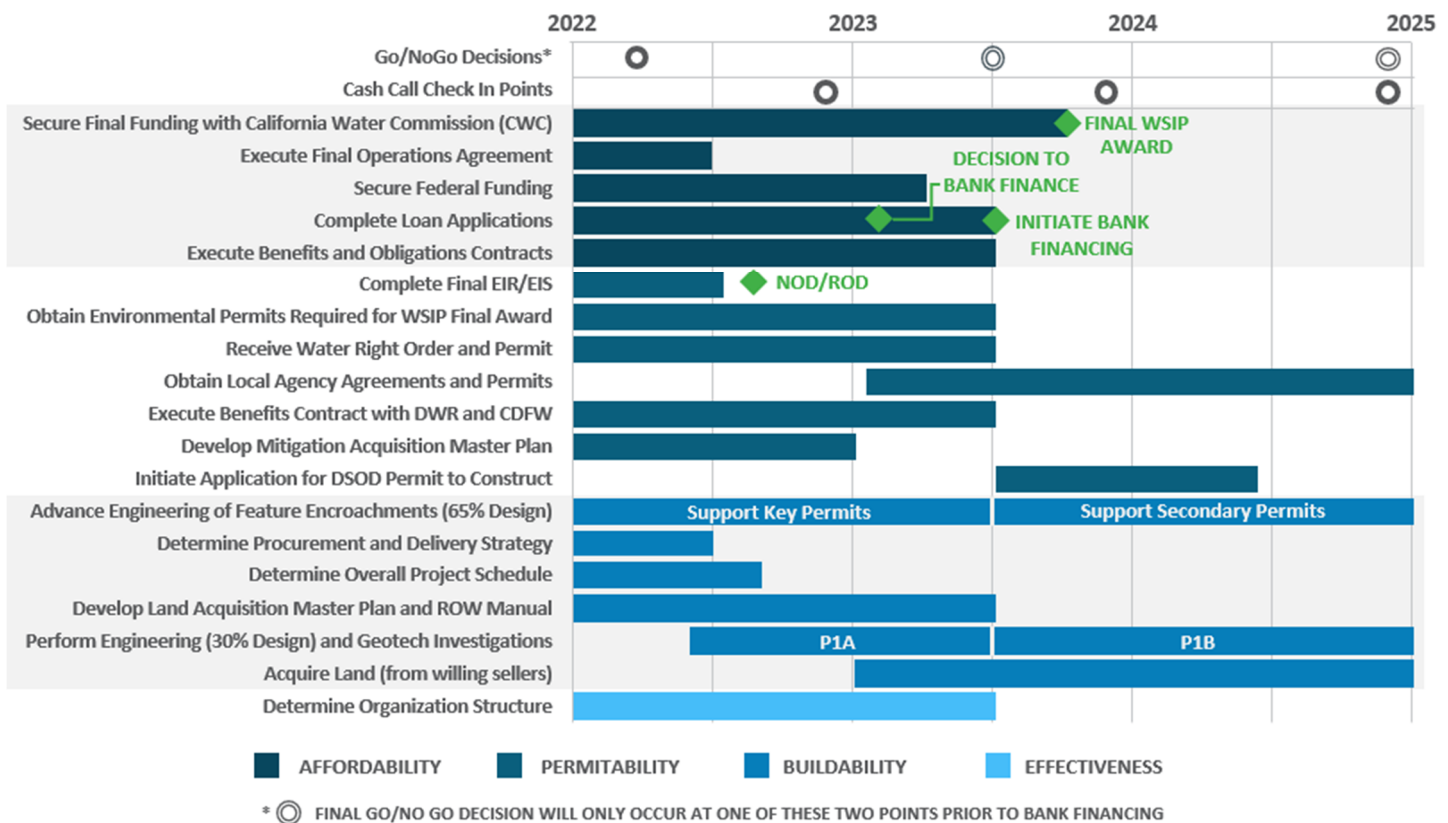 2022 2023 2024 2025
Go/NoGo Decisions*
Cash Call Check In Points
Secure Final Funding with California Water Commission (CWC)
FINAL WSIP
AWARD
Execute Final Operations Agreement
DECISION TO
BANK FINANCE
Secure Federal Funding
Complete Loan Applications
INITIATE BANK
FINANCING
Execute Benefits and Obligations Contracts
Complete Final EIR/EIS
NOD/ROD
Obtain Environmental Permits Required for WSIP Final Award
Receive Water Right Order and Permit
Obtain Local Agency Agreements and Permits
Execute Benefits Contract with DWR and CDFW
Develop Mitigation Acquisition Master Plan
Initiate Application for DSOD Permit to Construct
Advance Engineering of Feature Encroachments (65% Design)
Support Key Permits
Support Secondary Permits
Determine Procurement and Delivery Strategy
Determine Overall Project Schedule
Develop Land Acquisition Master Plan and ROW Manual
Perform Engineering (30% Design) and Geotech Investigations
P1A
P1B
Acquire Land (from willing sellers)
Determine Organization Structure
AFFORDABILITY PERMITABILITY BUILDABILITY EFFECTIVENESS
* FINAL GO/NO GO DECISION WILL ONLY OCCUR AT ONE OF THESE TWO POINTS PRIOR TO BANK FINANCING